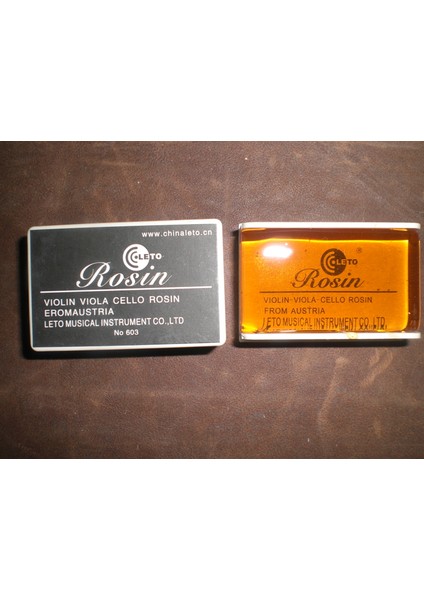 www.chinaleto.cn
LETO
Rosin
VIOLIN VIOLA CELLO ROSIN
EROMAUSTRIA
LETO MUSICAL INSTRUMENT CO.,LTD
No 603
LETO
®
Rosin
VIOLIN-VIOLA-CELLO ROSIN
FROM AUSTRIA
LETO MUSICAL INSTRUMENT CO.,LTD